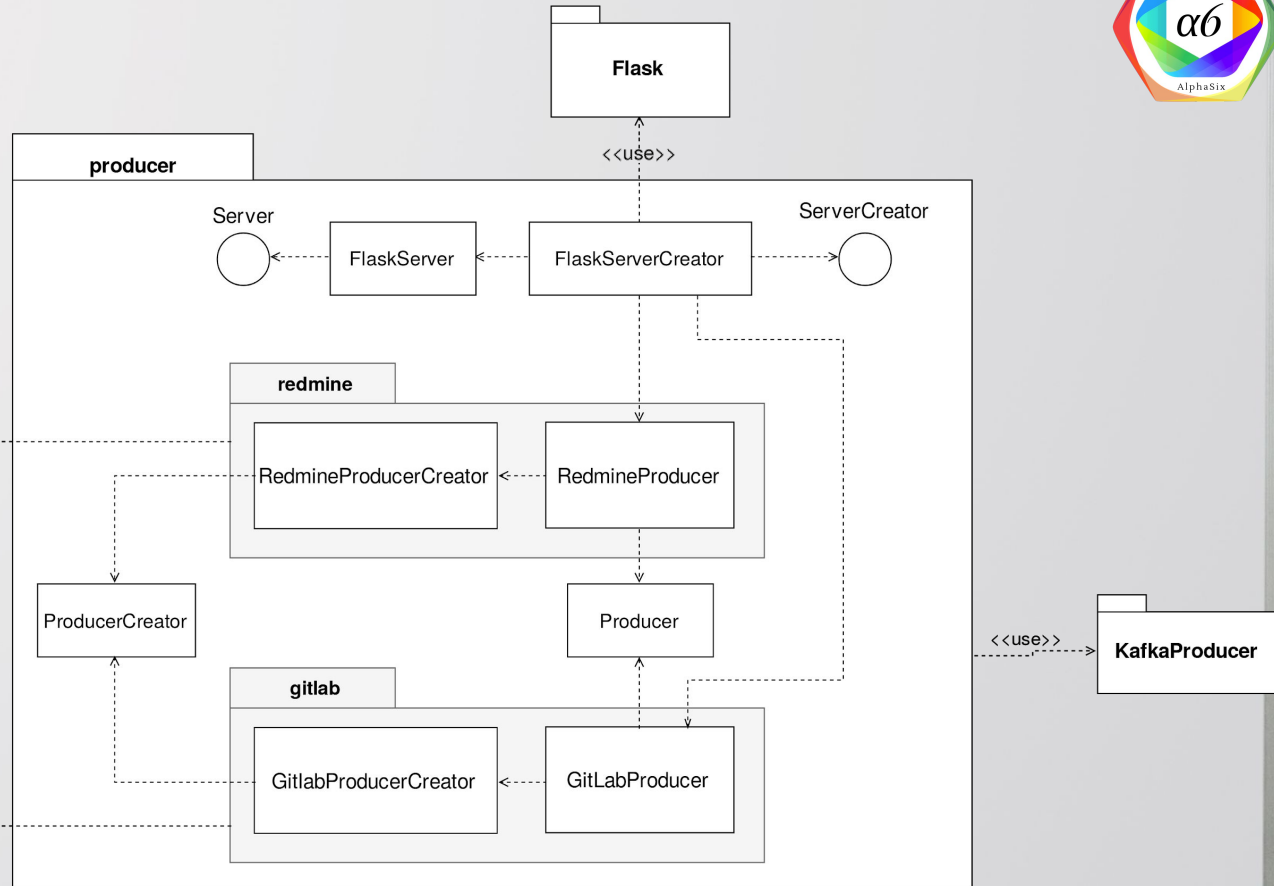 α6
AlphaSix
Flask
<<use>>
producer
Server
ServerCreator
FlaskServer
FlaskServerCreator
redmine
RedmineProducerCreator
RedmineProducer
ProducerCreator
Producer
<<use>>
KafkaProducer
gitlab
GitlabProducerCreator
GitLabProducer